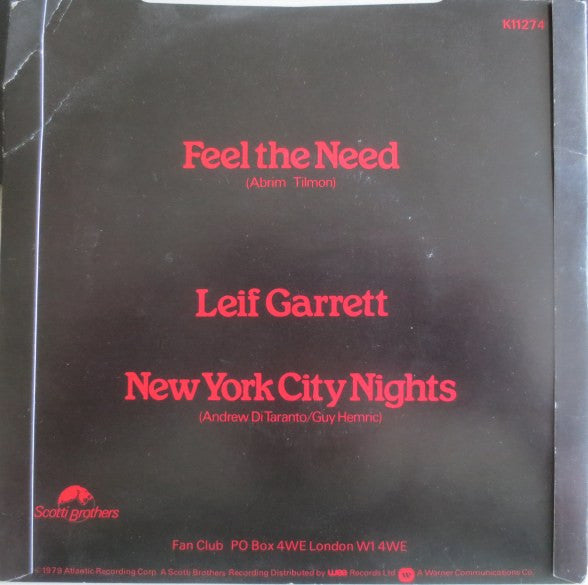 K11274
Feel the Need
(Abrim Tilmon)
Leif Garrett
New York City Nights
(Andrew Di Taranto/Guy Hemric)
Scotti Brothers
Fan Club PO Box 4WE London W1 4WE
©1979 Atlantic Recording Corp. A Scotti Brothers Recording Distributed by wea Records Ltd W A Warner Communications Co.